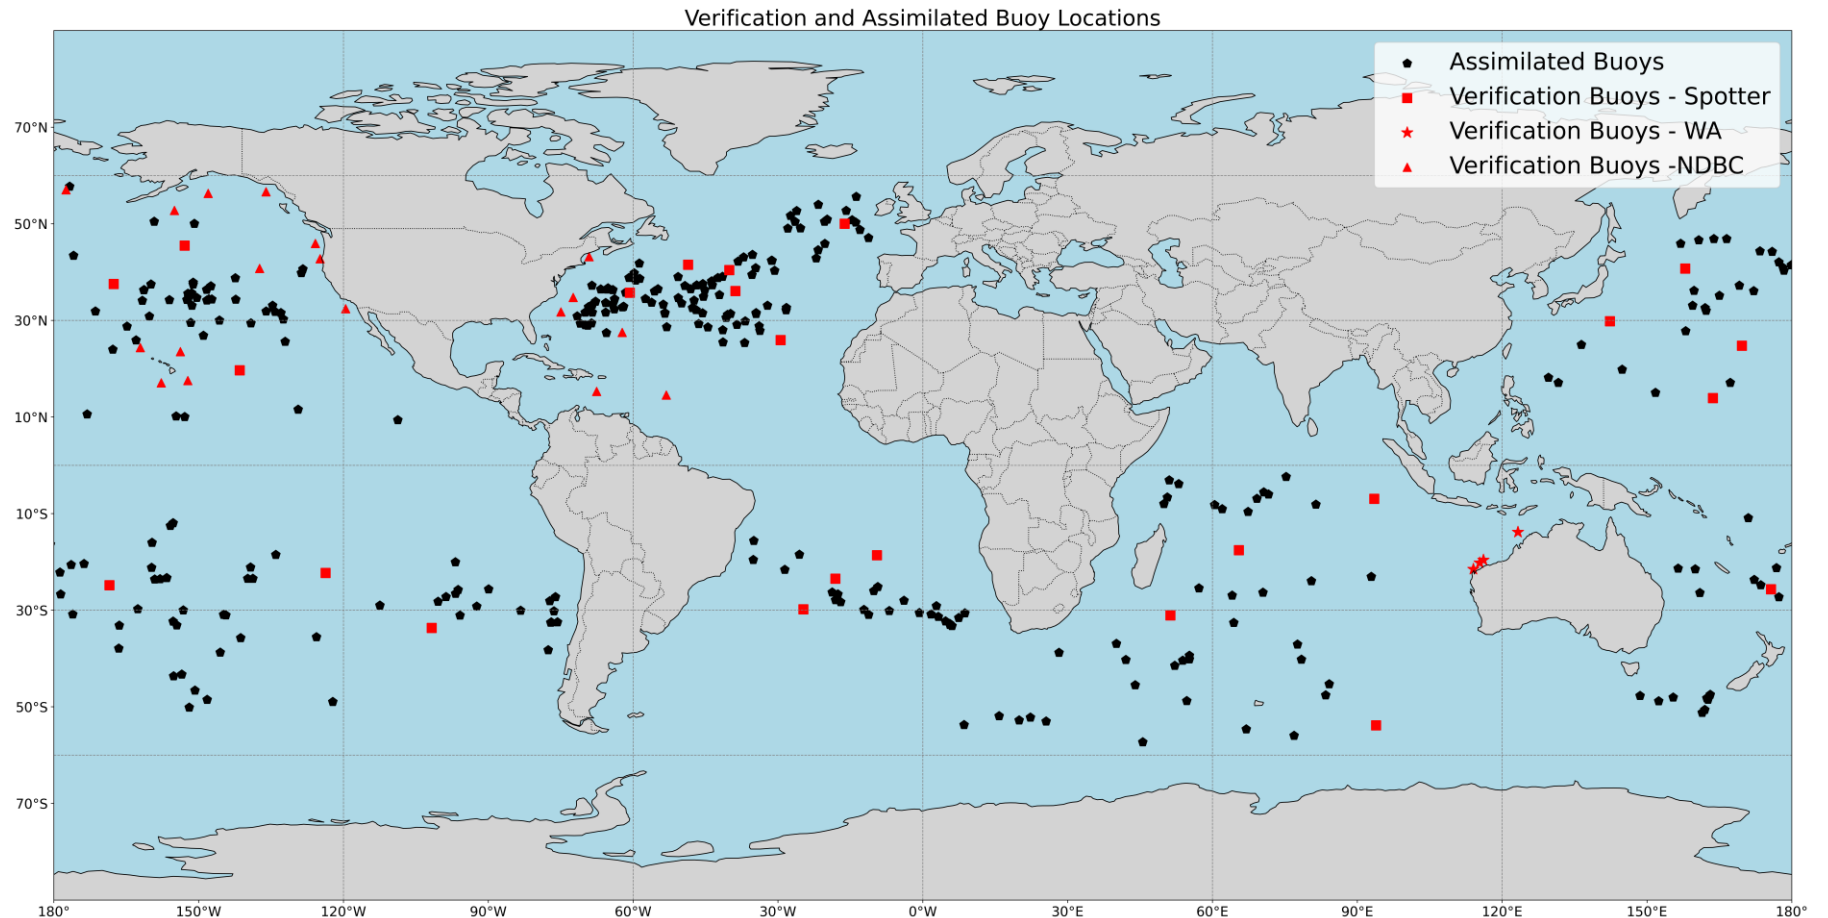 Verification and Assimilated Buoy Locations
Assimilated Buoys
Verification Buoys - Spotter
Verification Buoys - WA
Verification Buoys -NDBC
70°N
50°N
30°N
10°N
10°S
30°S
50°S
70°S
180° 150°W 120°W 90°W 60°W 30°W 0°W 30°E 60°E 90°E 120°E 150°E 180°